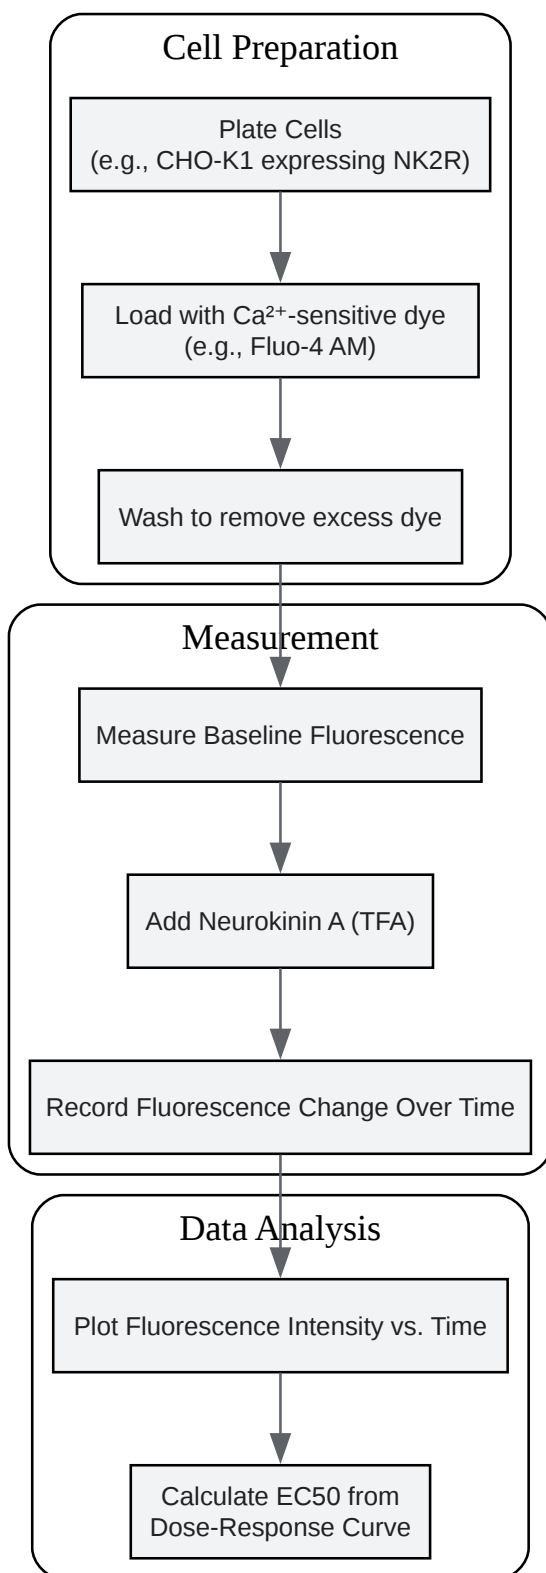 Cell Preparation
Plate Cells
(e.g., CHO-K1 expressing NK2R)
Load with Ca²⁺-sensitive dye
(e.g., Fluo-4 AM)
Wash to remove excess dye
Measurement
Measure Baseline Fluorescence
Add Neurokinin A (TFA)
Record Fluorescence Change Over Time
Data Analysis
Plot Fluorescence Intensity vs. Time
Calculate EC50 from
Dose-Response Curve